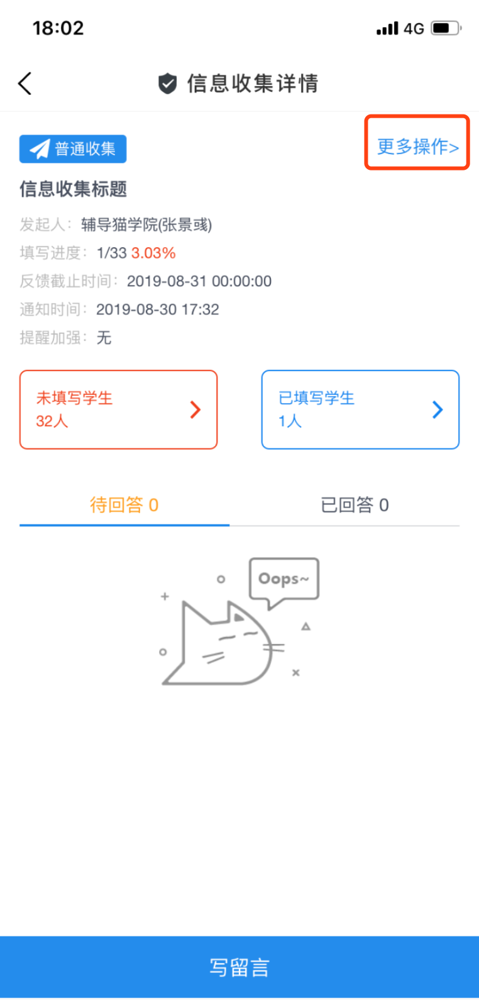 18:02
4G
信息收集详情
普通收集
更多操作>
信息收集标题
发起人：辅导猫学院(张景彧)
填写进度：1/33 3.03%
反馈截止时间：2019-08-31 00:00:00
通知时间：2019-08-30 17:32
提醒加强：无
未填写学生
32人
已填写学生
1人
待回答 0
已回答 0
Oops~
写留言